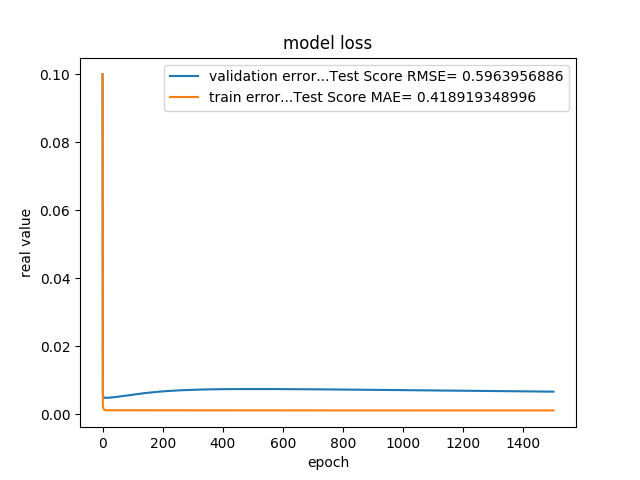 model loss
validation error...Test Score RMSE= 0.5963956886
train error...Test Score MAE= 0.418919348996
real value
0.10
0.08
0.06
0.04
0.02
0.00
0 200 400 600 800 1000 1200 1400
epoch